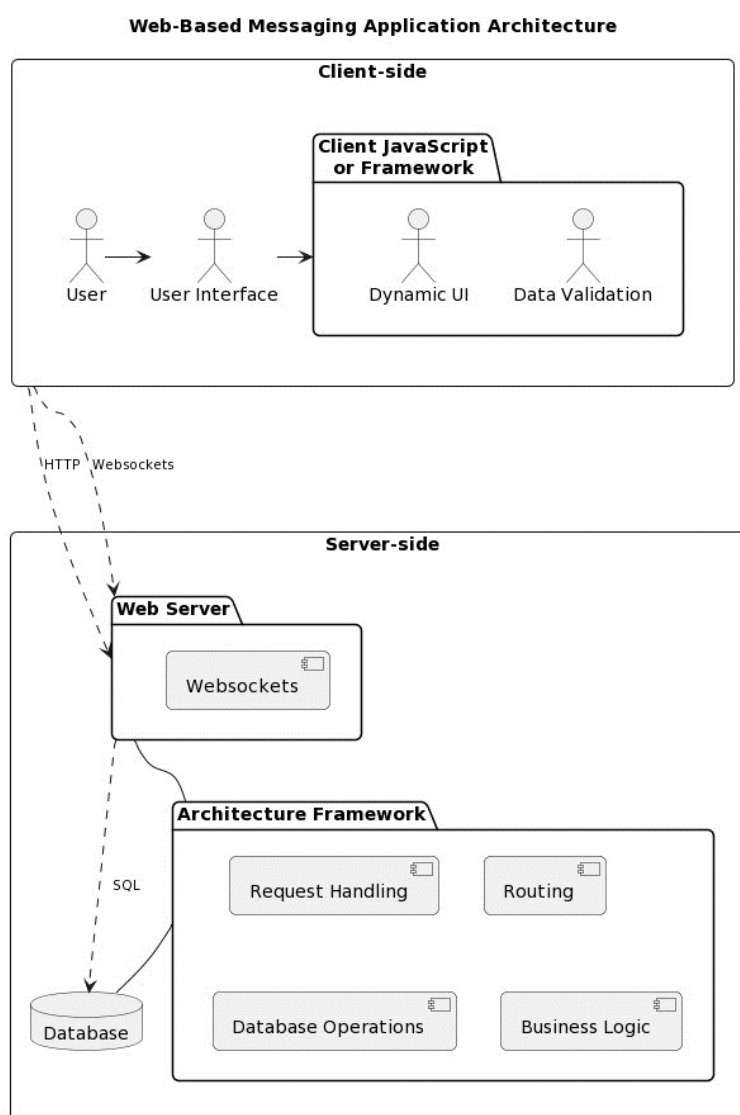 Web-Based Messaging Application Architecture
Client-side
Client JavaScript
or Framework
User
User Interface
Dynamic UI
Data Validation
HTTP
Websockets
Server-side
Web Server
Websockets
Architecture Framework
Request Handling
Routing
SQL
Database Operations
Business Logic
Database